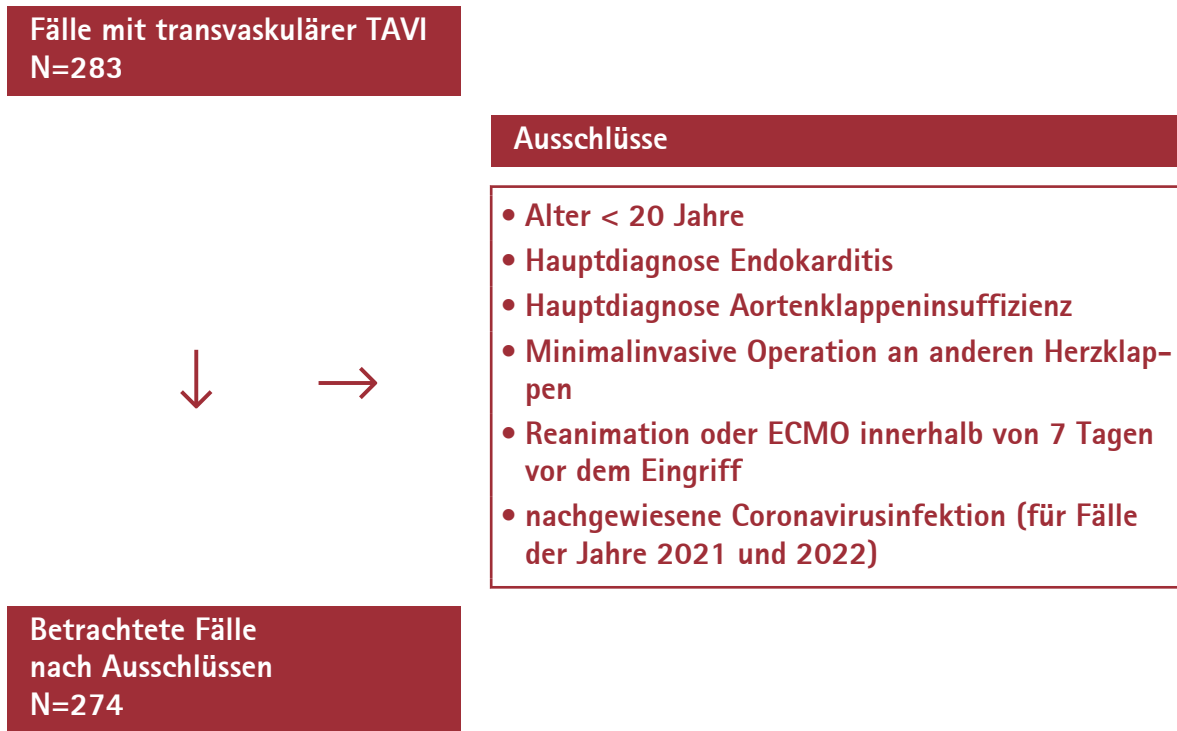 Fälle mit transvaskulärer TAVI
N=283
Ausschlüsse
• Alter < 20 Jahre
• Hauptdiagnose Endokarditis
• Hauptdiagnose Aortenklappeninsuffizienz
• Minimalinvasive Operation an anderen Herzklap-
pen
• Reanimation oder ECMO innerhalb von 7 Tagen
vor dem Eingriff
• nachgewiesene Coronavirusinfektion (für Fälle
der Jahre 2021 und 2022)
Betrachtete Fälle
nach Ausschlüssen
N=274